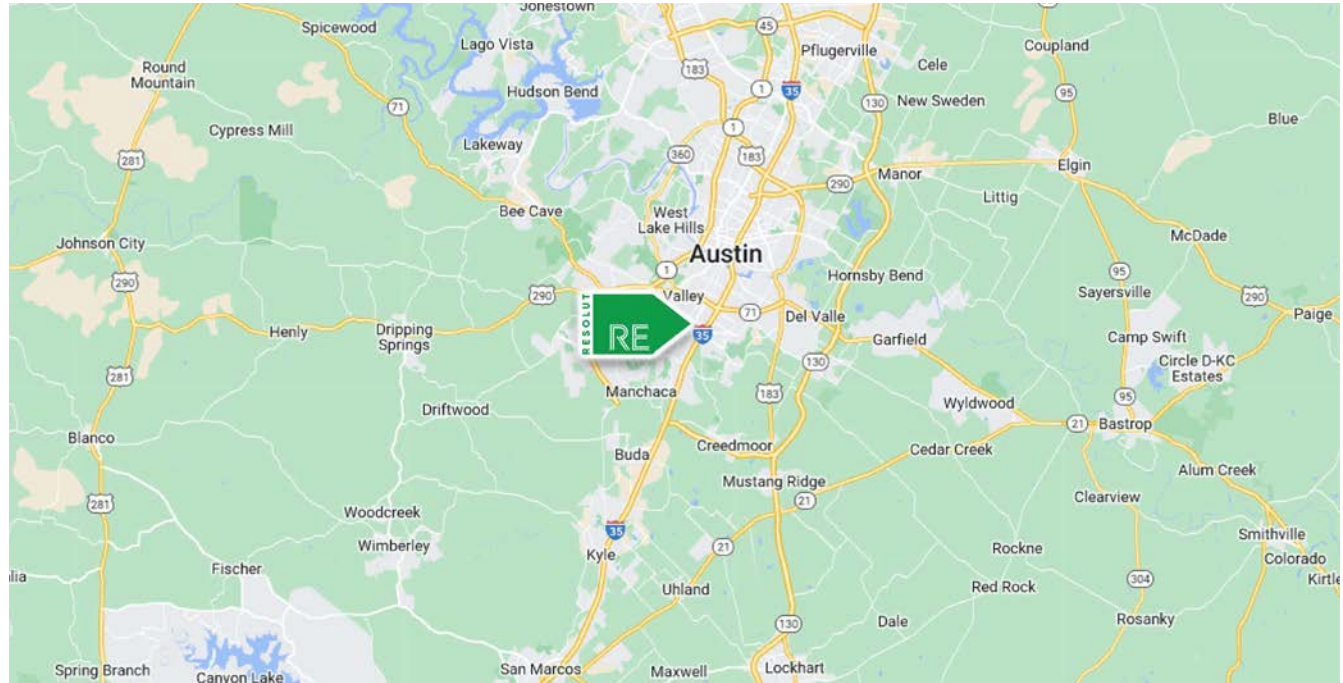 Jonestown
Spicewood
45
Pflugerville
Coupland
Lago Vista
Round
Mountain
183
Cele
Hudson Bend
1
35
95
71
130
New Sweden
Cypress Mill
Blue
1
281
Lakeway
360
183
Elgin
290
Manor
Littig
Bee Cave
West
Lake Hills
McDade
Johnson City
Austin
1
Hornsby Bend
95
290
290
Valley
Sayersville
290
RESOLUT
RE
71
Del Valle
Paige
Henly
Dripping
Springs
35
Garfield
Camp Swift
130
Circle D-KC
Estates
281
Manchaca
183
Driftwood
Wyldwood
95
21
Bastrop
Blanco
Creedmoor
Cedar Creek
Buda
Alum Creek
Mustang Ridge
281
21
Clearview
Woodcreek
35
Smithville
Wimberley
21
Rockne
Kyle
Colorado
Fischer
lia
Uhland
Red Rock
304
Kirtle
130
Dale
Rosanky
Spring Branch
Canyon Lake
San Marcos
Maxwell
Lockhart